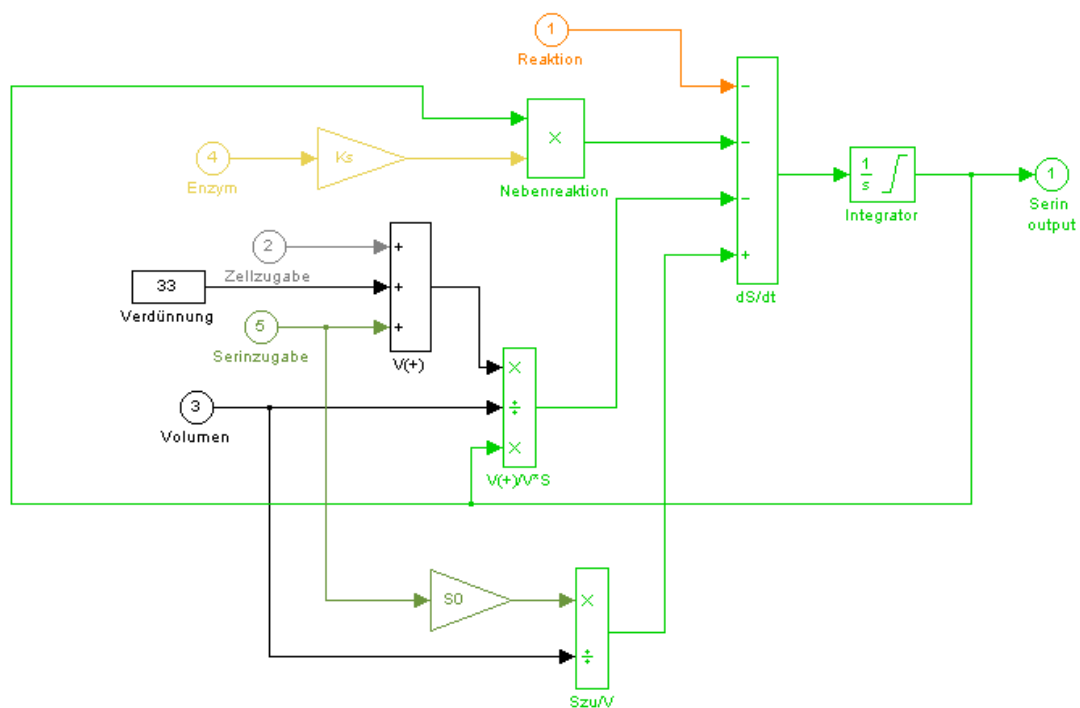 1
Reaktion
−
×
Nebenreaktion
−
4
Enzym
Ks
1
s
Integrator
1
Serin
output
−
2
Zellzugabe
+
33
Verdünnung
+
+
dS/dt
5
Serinzugabe
+
V(+)
×
3
Volumen
÷
×
V(+)/V*S
S0
×
÷
Szu/V